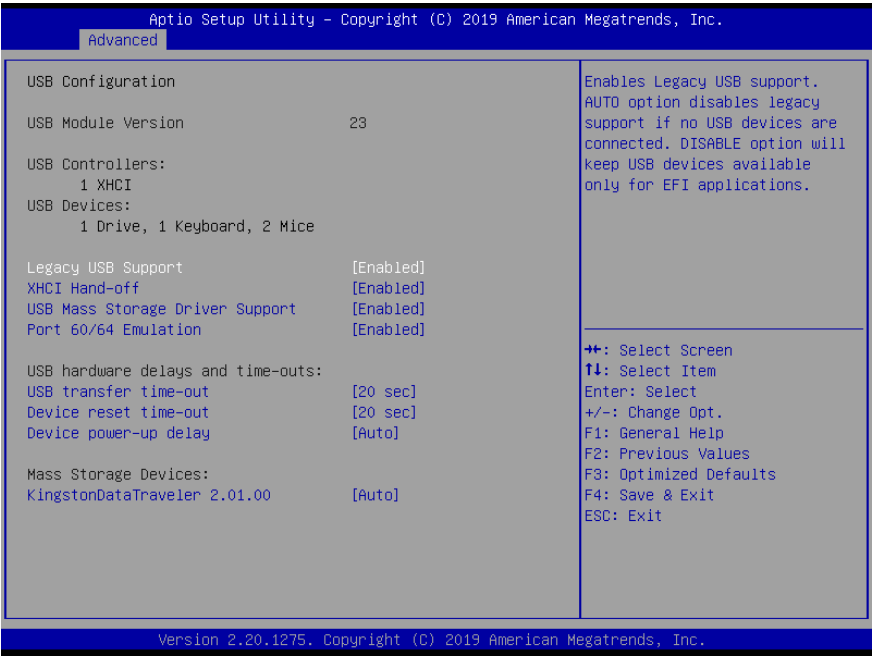 Aptio Setup Utility – Copyright (C) 2019 American Megatrends, Inc.
Advanced
USB Configuration
USB Module Version 23
USB Controllers:
1 XHCI
USB Devices:
1 Drive, 1 Keyboard, 2 Mice
Legacy USB Support [Enabled]
XHCI Hand-off [Enabled]
USB Mass Storage Driver Support [Enabled]
Port 60/64 Emulation [Enabled]
USB hardware delays and time-outs:
USB transfer time-out [20 sec]
Device reset time-out [20 sec]
Device power-up delay [Auto]
Mass Storage Devices:
KingstonDataTraveler 2.01.00 [Auto]
Enables Legacy USB support.
AUTO option disables legacy
support if no USB devices are
connected. DISABLE option will
keep USB devices available
only for EFI applications.
→←: Select Screen
↑↓: Select Item
Enter: Select
+/-: Change Opt.
F1: General Help
F2: Previous Values
F3: Optimized Defaults
F4: Save & Exit
ESC: Exit
Version 2.20.1275. Copyright (C) 2019 American Megatrends, Inc.